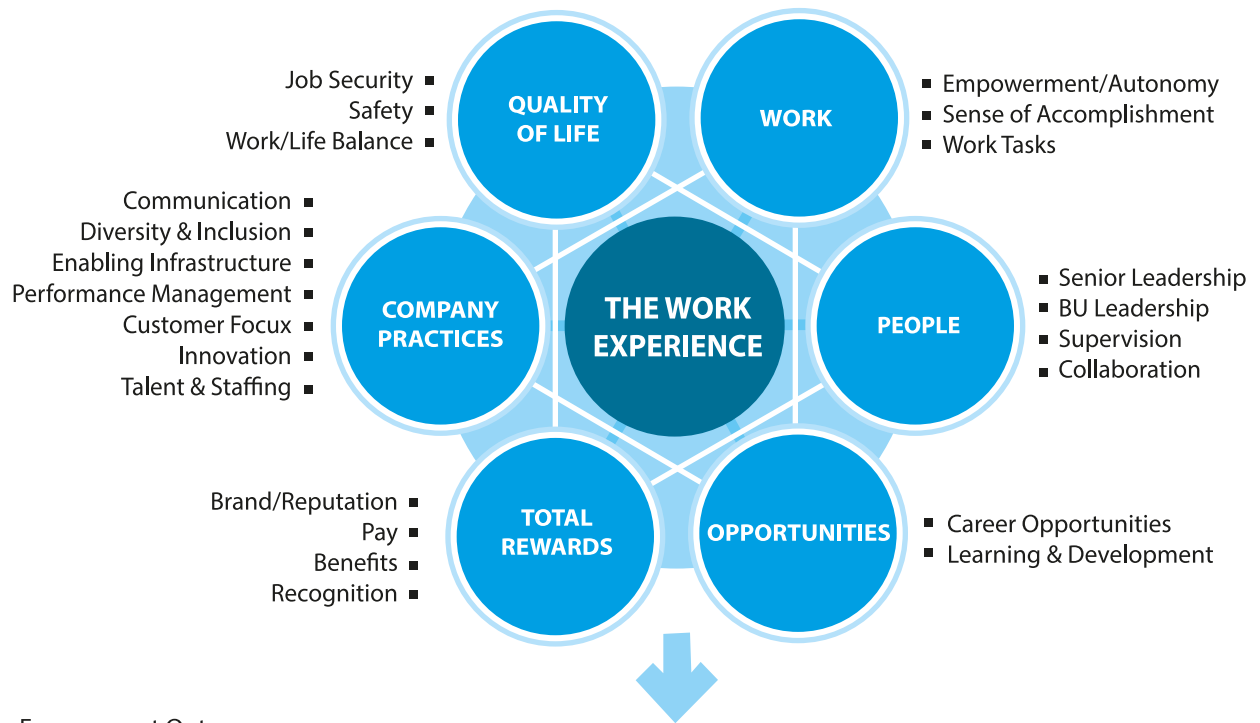 Job Security
Safety
Work/Life Balance
QUALITY
OF LIFE
WORK
Empowerment/Autonomy
Sense of Accomplishment
Work Tasks
Communication
Diversity & Inclusion
Enabling Infrastructure
Performance Management
Customer Focux
Innovation
Talent & Staffing
COMPANY
PRACTICES
THE WORK
EXPERIENCE
PEOPLE
Senior Leadership
BU Leadership
Supervision
Collaboration
Brand/Reputation
Pay
Benefits
Recognition
TOTAL
REWARDS
OPPORTUNITIES
Career Opportunities
Learning & Development